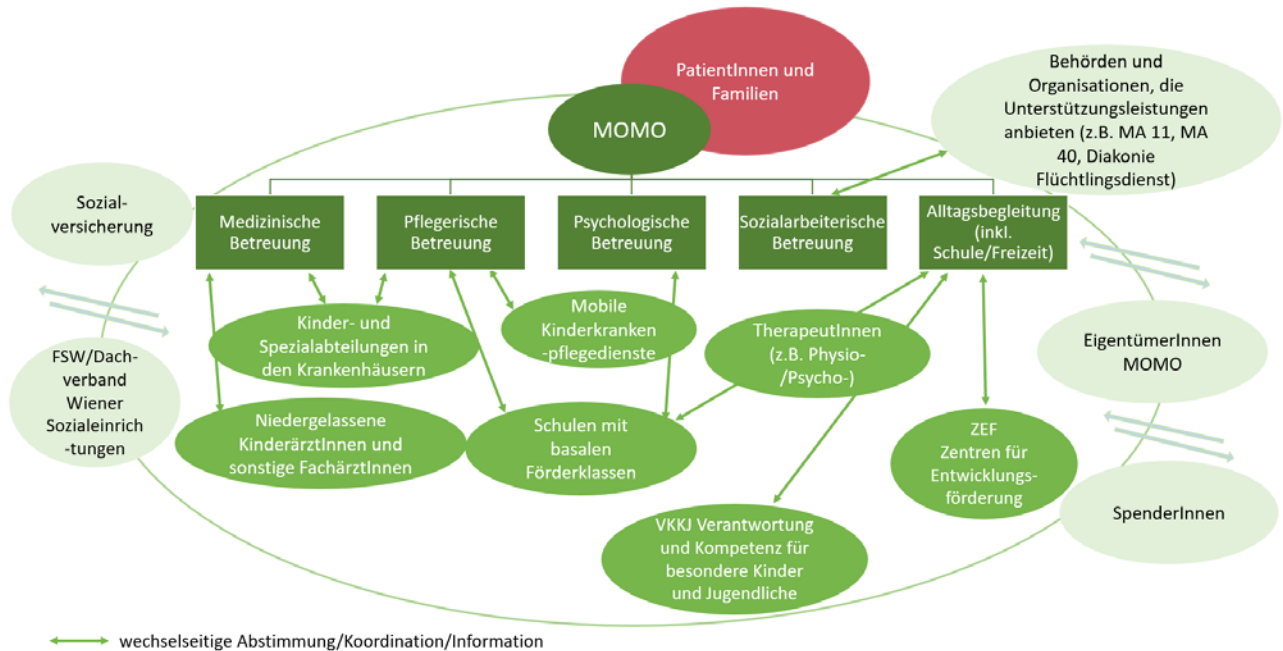 PatientInnen und
Familien
MOMO
Behörden und
Organisationen, die
Unterstützungsleistungen
anbieten (z.B. MA 11, MA
40, Diakonie
Flüchtlingsdienst)
Sozial-
versicherung
Medizinische
Betreuung
Pflegerische
Betreuung
Psychologische
Betreuung
Sozialarbeiterische
Betreuung
Alltagsbegleitung
(inkl.
Schule/Freizeit)
Kinder- und
Spezialabteilungen in
den Krankenhäusern
Mobile
Kinderkranken
-pflegedienste
TherapeutInnen
(z.B. Physio-
/Psycho-)
EigentümerInnen
MOMO
FSW/Dach-
verband
Wiener
Sozialeinrich
-tungen
Niedergelassene
KinderärztInnen und
sonstige FachärztInnen
Schulen mit
basalen
Förderklassen
ZEF
Zentren für
Entwicklungs-
förderung
SpenderInnen
VKKJ Verantwortung
und Kompetenz für
besondere Kinder
und Jugendliche
wechselseitige Abstimmung/Koordination/Information